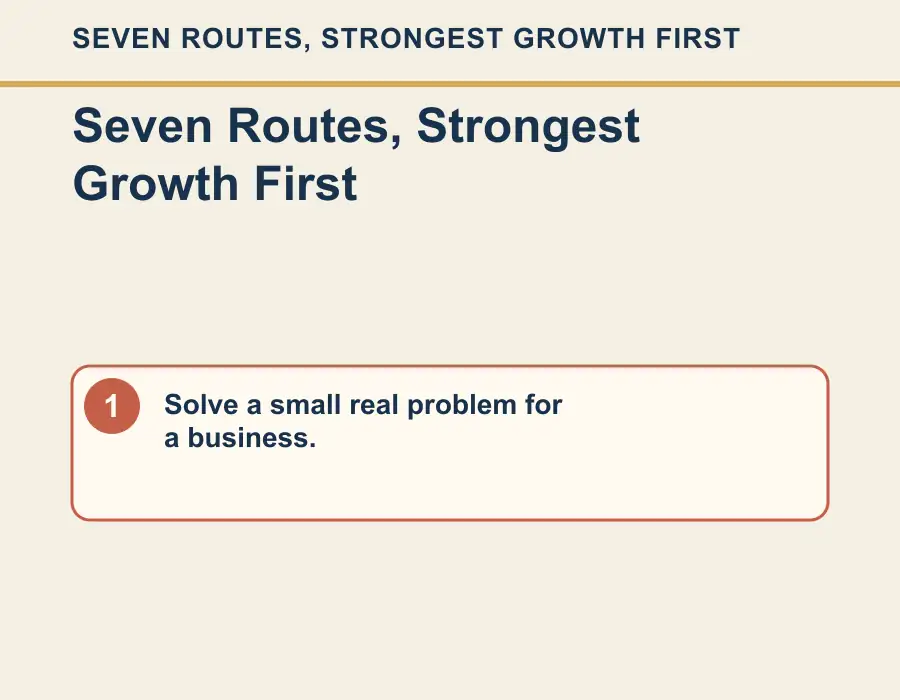 SEVEN ROUTES, STRONGEST GROWTH FIRST
Seven Routes, Strongest
Growth First
1
Solve a small real problem for
a business.